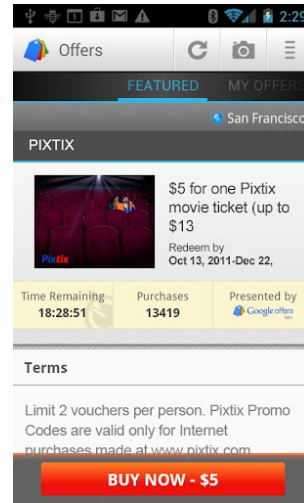 2:29
Offers
FEATURED MY OFFERS
San Francisco
PIXTIX
$5 for one Pixtix
movie ticket (up to
$13
Redeem by
Oct 13, 2011-Dec 22,
Pixtix
Time Remaining Purchases Presented by
18:28:51 13419 Google offers
beta
Terms
Limit 2 vouchers per person. Pixtix Promo
Codes are valid only for Internet
purchases made at www.pixtix.com
BUY NOW - $5